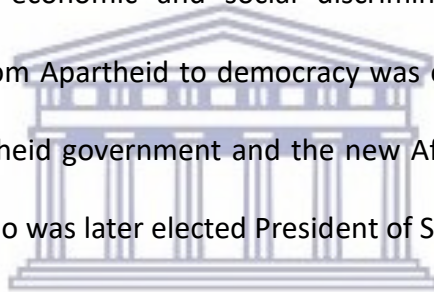 economic and social discrimin
om Apartheid to democracy was
heid government and the new Af
o was later elected President of S